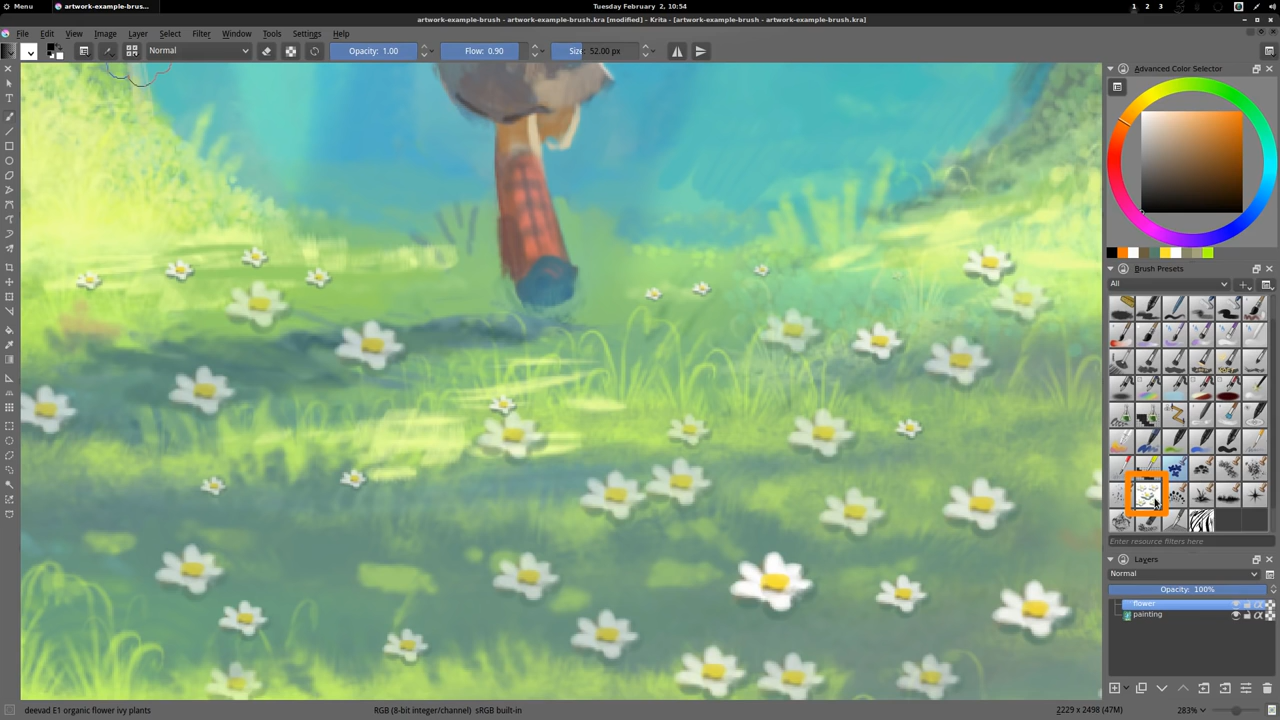 Menu
artwork-example-brus...
Tuesday February 2, 10:54
1 2 3
artwork-example-brush - artwork-example-brush.kra [modified] - Krita - [artwork-example-brush - artwork-example-brush.kra]
File Edit View Image Layer Select Filter Window Tools Settings Help
Normal
Opacity: 1.00
Flow: 0.90
Size: 52.00 px
Advanced Color Selector
Brush Presets
All
Enter resource filters here
Layers
Normal
Opacity: 100%
flower
painting
deevad E1 organic flower ivy plants
RGB (8-bit integer/channel) sRGB built-in
2229 x 2498 (47M)
283%